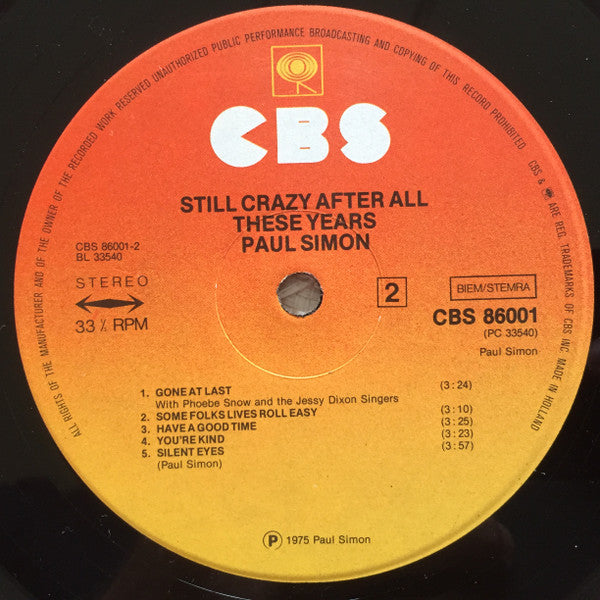 ALL RIGHTS OF THE MANUFACTURER AND OF THE OWNER OF THE RECORDED WORK RESERVED UNAUTHORIZED PUBLIC PERFORMANCE BROADCASTING AND COPYING OF THIS RECORD PROHIBITED CBS & ARE REG. TRADEMARKS OF CBS INC. MADE IN HOLLAND
CBS
STILL CRAZY AFTER ALL
THESE YEARS
PAUL SIMON
CBS 86001-2
BL 33540
STEREO
33⅓ RPM
2
BIEM/STEMRA
CBS 86001
(PC 33540)
Paul Simon
1. GONE AT LAST (3:24)
With Phoebe Snow and the Jessy Dixon Singers
2. SOME FOLKS LIVES ROLL EASY (3:10)
3. HAVE A GOOD TIME (3:25)
4. YOU'RE KIND (3:23)
5. SILENT EYES (3:57)
(Paul Simon)
Ⓟ 1975 Paul Simon